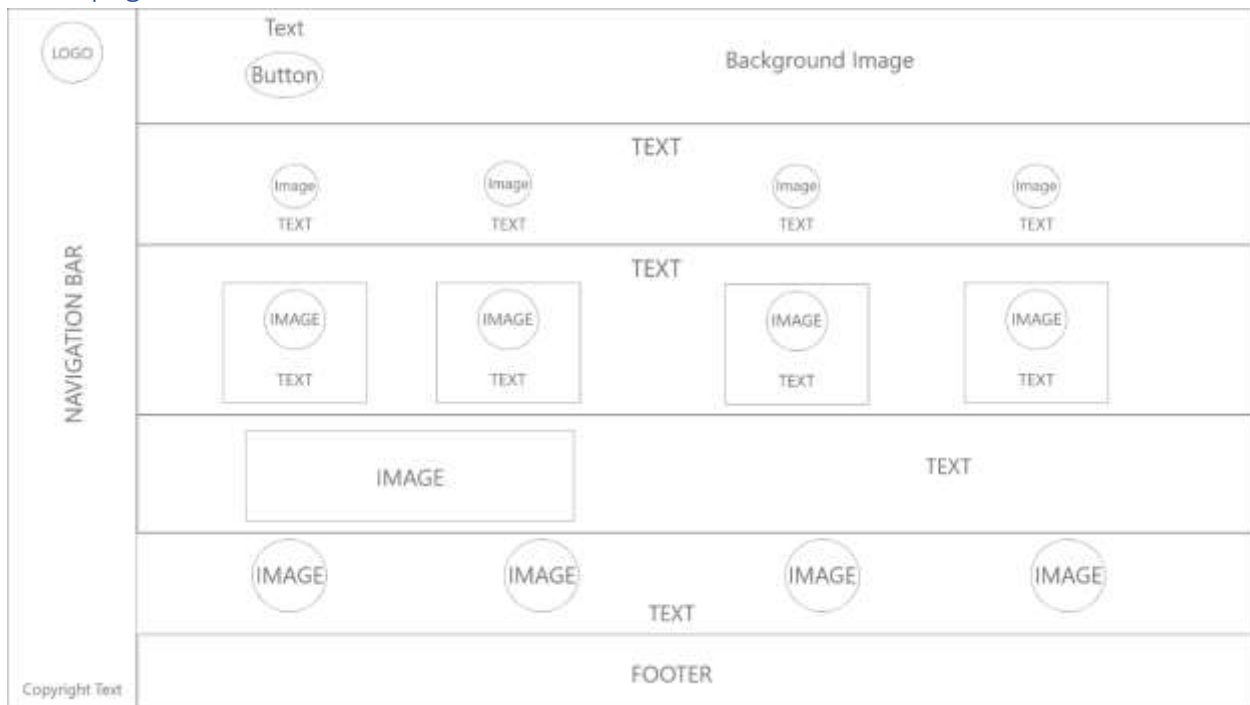 LOGO
NAVIGATION BAR
Copyright Text
Text
Button
Background Image
TEXT
Image Image Image Image
TEXT TEXT TEXT TEXT
TEXT
IMAGE IMAGE IMAGE IMAGE
TEXT TEXT TEXT TEXT
IMAGE
TEXT
IMAGE IMAGE IMAGE IMAGE
TEXT
FOOTER